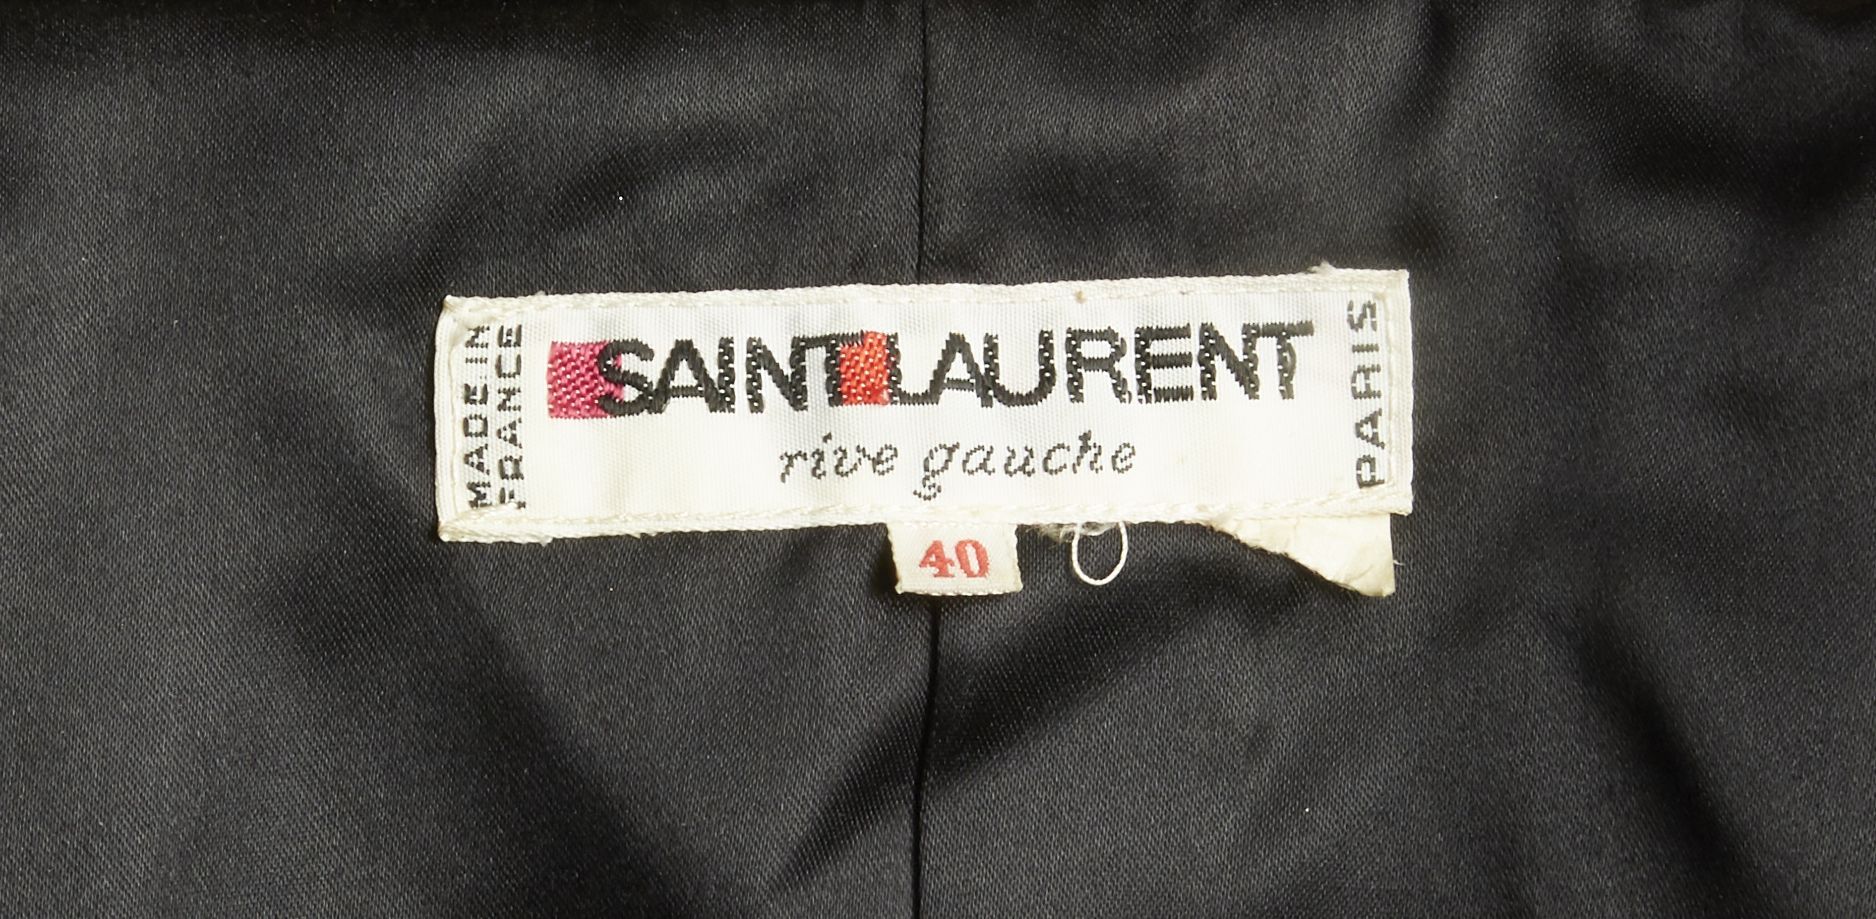 MADE IN
FRANCE
SAINT LAURENT
rive gauche
PARIS
40